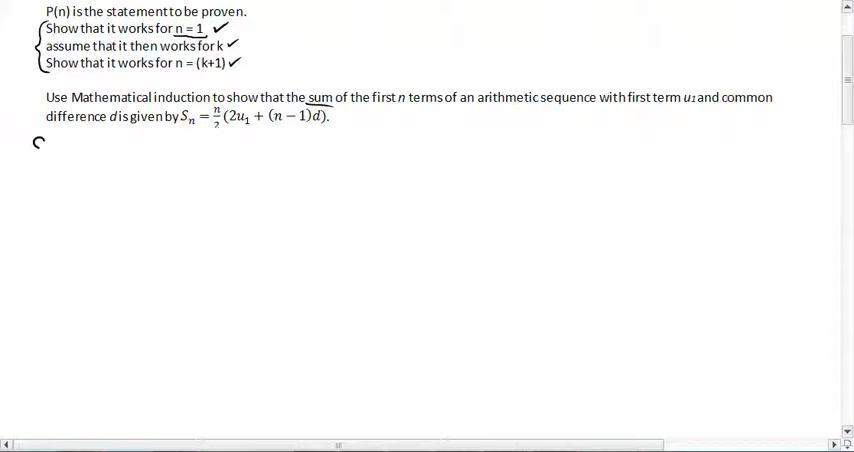 P(n) is the statement to be proven.
Show that it works for n = 1 ✓
assume that it then works for k ✓
Show that it works for n = (k+1) ✓
Use Mathematical induction to show that the sum of the first n terms of an arithmetic sequence with first term u₁ and common
difference d is given by Sₙ = n/2 (2u₁ + (n − 1)d).